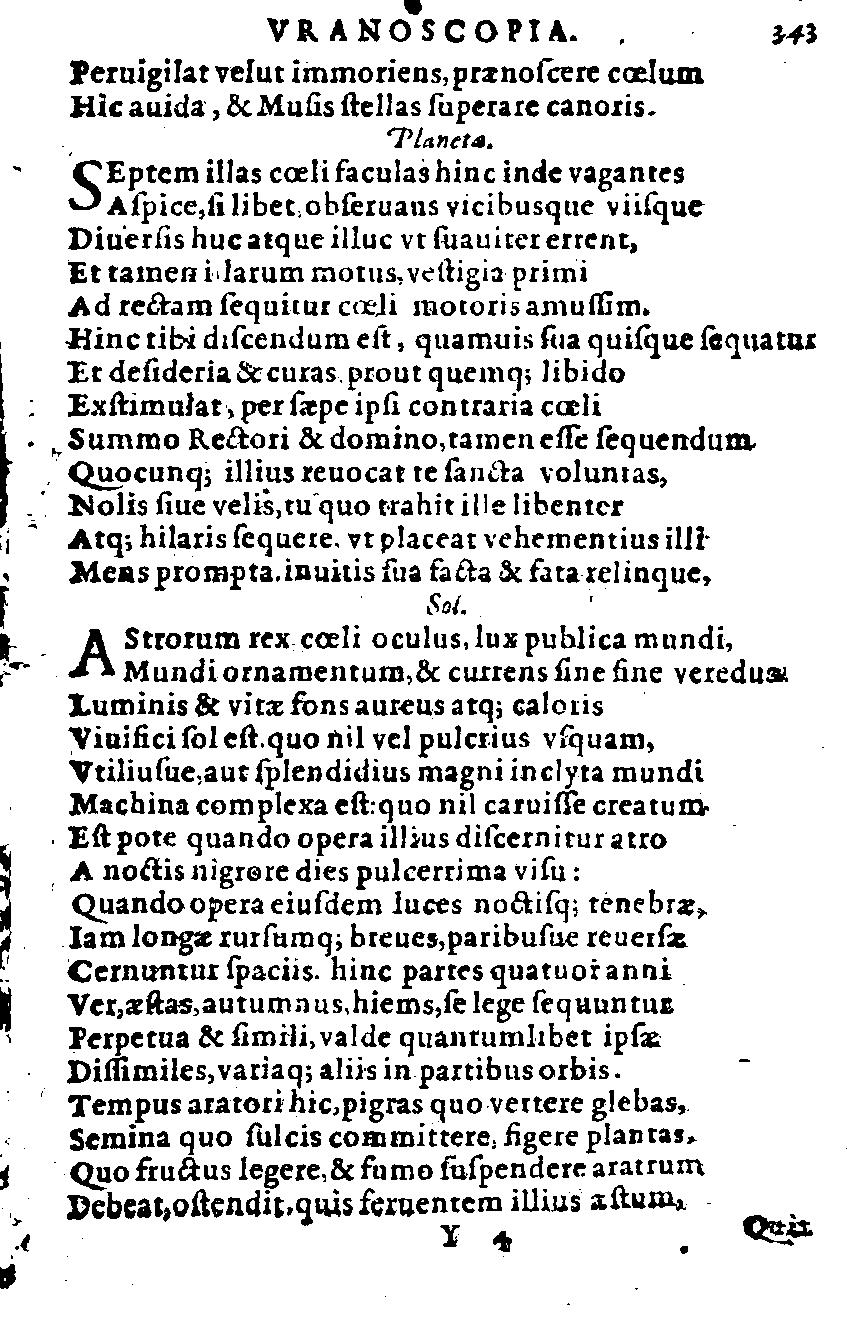 VRANOSCOPIA. 343
Peruigilat velut immoriens, prænoſcere cœlum
Hic auida, & Muſis ſtellas ſuperare canoris.
Planetæ.
SEptem illas cœli faculas hinc inde vagantes
Aſpice, ſi libet, obſeruans vicibusque viiſque
Diuerſis huc atque illuc vt ſuauiter errent,
Et tamen illarum motus, veſtigia primi
Ad rectam ſequitur cœli motoris amuſſim.
Hinc tibi diſcendum eſt, quamuis ſua quiſque ſequatur
Et deſideria & curas prout quemq; libido
Exſtimulat, per ſæpe ipſi contraria cœli
Summo Rectori & domino, tamen eſſe ſequendum
Quocunq; illius reuocat te ſancta voluntas,
Nolis ſiue velis, tu quo trahit ille libenter
Atq; hilaris ſequere, vt placeat vehementius illi
Mens prompta. inuitis ſua facta & fata relinque,
Sol.
AStrorum rex cœli oculus, lux publica mundi,
Mundi ornamentum, & currens ſine fine veredus
Luminis & vitæ fons aureus atq; caloris
Viuifici ſol eſt. quo nil vel pulcrius vſquam,
Vtiliuſue, aut ſplendidius magni inclyta mundi
Machina complexa eſt: quo nil caruiſſe creatum
Eſt pote quando opera illius diſcernitur atro
A noctis nigrore dies pulcerrima viſu:
Quando opera eiuſdem luces noctiſq; tenebræ,
Iam longæ rurſumq; breues, paribuſue reuerſæ
Cernuntur ſpaciis. hinc partes quatuor anni
Ver, æſtas, autumnus, hiems, ſe lege ſequuntur
Perpetua & ſimili, valde quantumlibet ipſæ
Diſſimiles, variaq; aliis in partibus orbis.
Tempus aratori hic, pigras quo vertere glebas,
Semina quo ſulcis committere, figere plantas,
Quo fructus legere, & fumo ſuſpendere aratrum
Debeat, oſtendit. quis feruentem illius æſtum,
Y 4 Quit